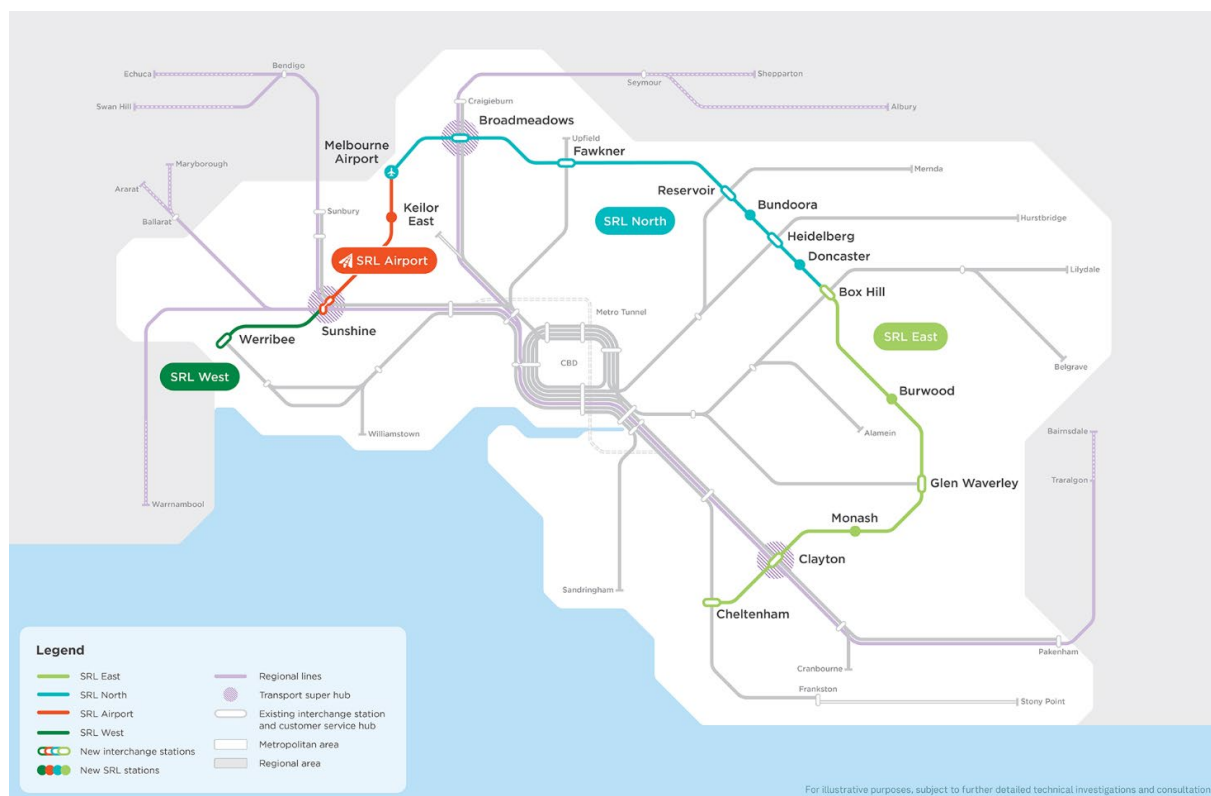 Echuca
Bendigo
Swan Hill
Seymour
Shepparton
Albury
Craigieburn
Broadmeadows
Melbourne
Airport
Upfield
Fawkner
Maryborough
Ararat
Ballarat
Sunbury
Keilor
East
Reservoir
Mernda
Bundoora
SRL North
Hurstbridge
Heidelberg
Doncaster
SRL Airport
Lilydale
Box Hill
Metro Tunnel
Sunshine
Werribee
SRL East
CBD
SRL West
Belgrave
Burwood
Williamstown
Alamein
Bairnsdale
Traralgon
Glen Waverley
Warrnambool
Monash
Clayton
Sandringham
Cheltenham
Pakenham
Cranbourne
Frankston
Stony Point
Legend
SRL East
SRL North
SRL Airport
SRL West
New interchange stations
New SRL stations
Regional lines
Transport super hub
Existing interchange station
and customer service hub
Metropolitan area
Regional area
For illustrative purposes, subject to further detailed technical investigations and consultation